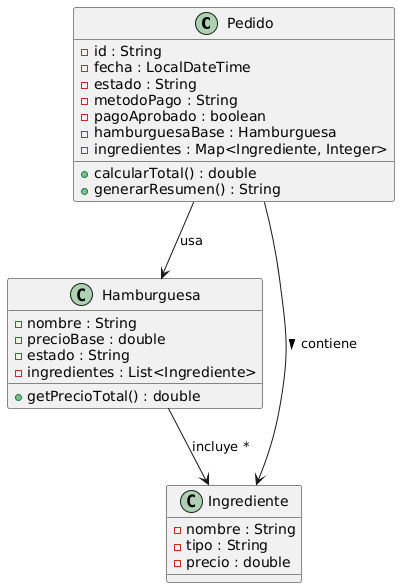 C Pedido
id : String
fecha : LocalDateTime
estado : String
metodoPago : String
pagoAprobado : boolean
hamburguesaBase : Hamburguesa
ingredientes : Map<Ingrediente, Integer>
calcularTotal() : double
generarResumen() : String
usa
C Hamburguesa
nombre : String
precioBase : double
estado : String
ingredientes : List<Ingrediente>
getPrecioTotal() : double
contiene
incluye *
C Ingrediente
nombre : String
tipo : String
precio : double